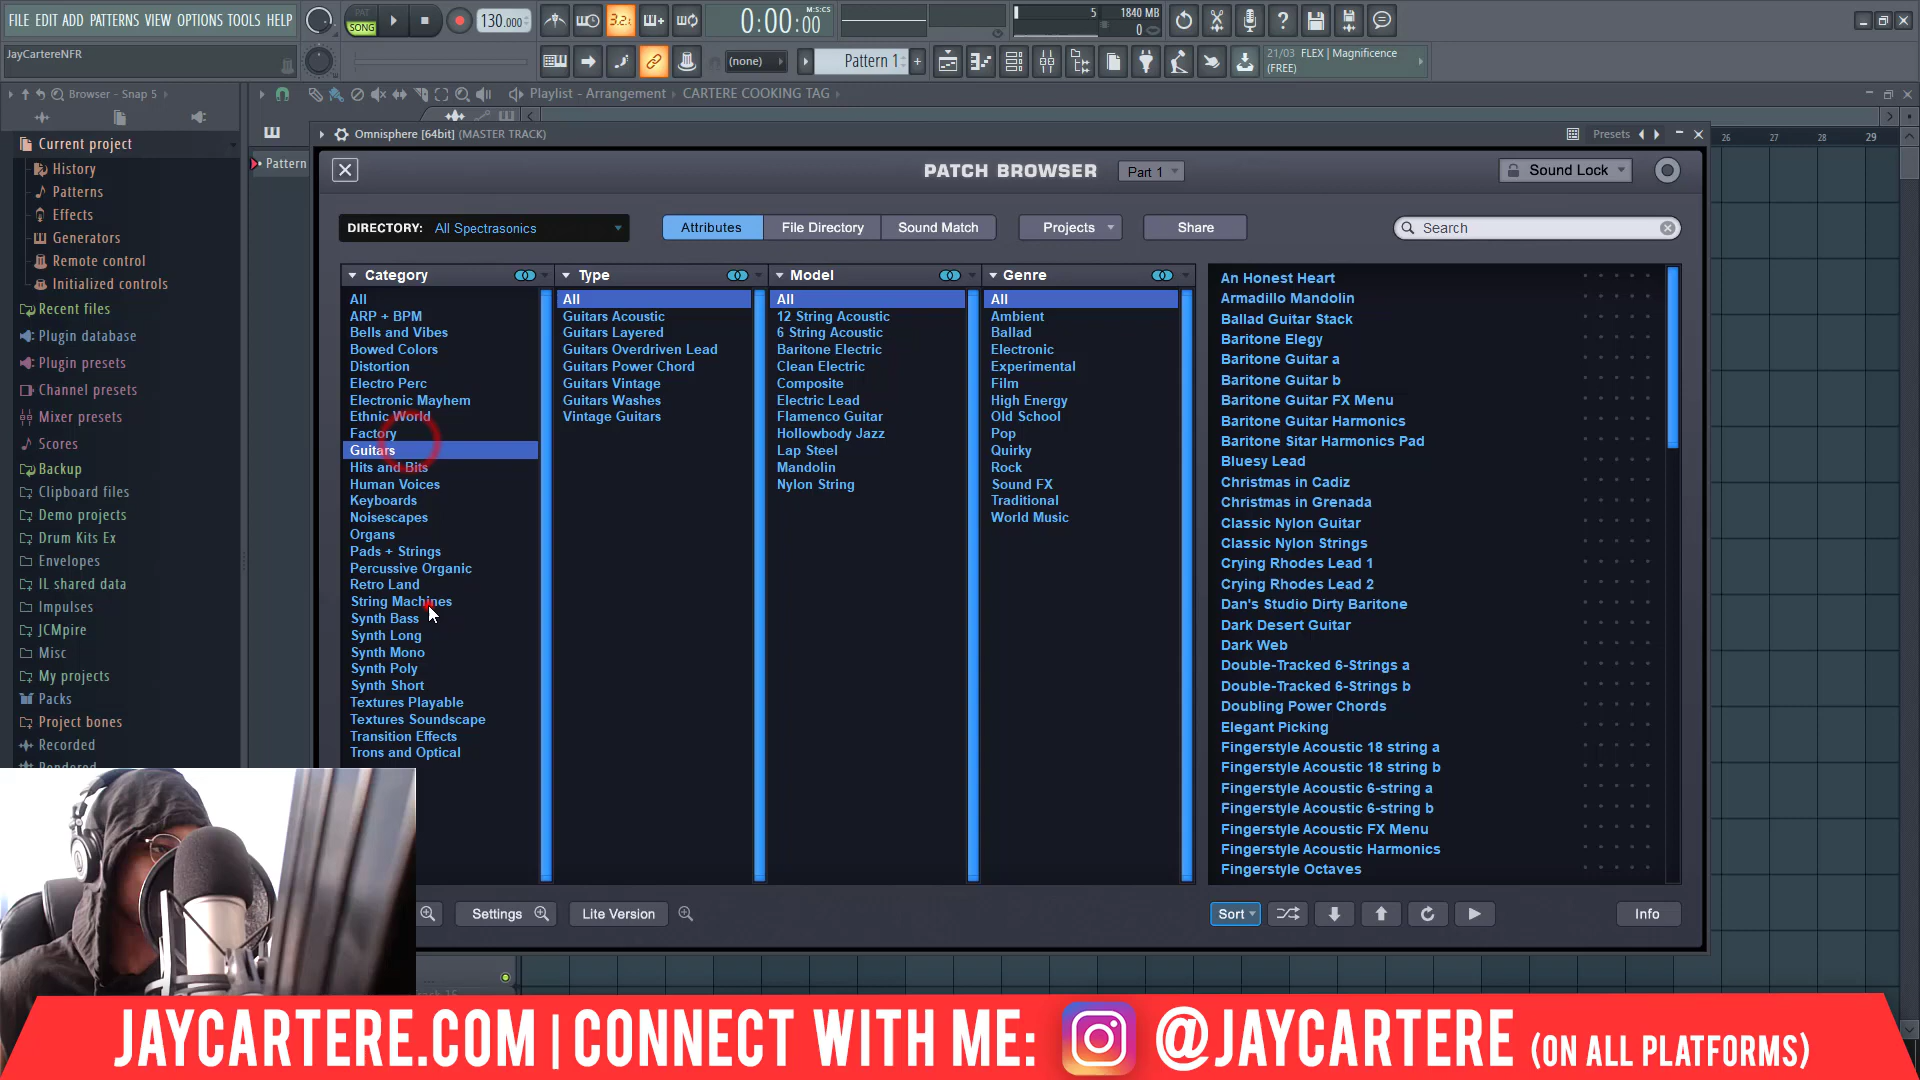 FILE EDIT ADD PATTERNS VIEW OPTIONS TOOLS HELP
JayCartereNFR
PAT
SONG
130.000
3.2.
0:00:00
M:S:CS
5
1840 MB
0
(none)
Pattern 1
21/03 FLEX | Magnificence
(FREE)
Browser - Snap 5
Playlist - Arrangement
CARTERE COOKING TAG
Current project
History
Patterns
Effects
Generators
Remote control
Initialized controls
Recent files
Plugin database
Plugin presets
Channel presets
Mixer presets
Scores
Backup
Clipboard files
Demo projects
Drum Kits Ex
Envelopes
IL shared data
Impulses
JCMpire
Misc
My projects
Packs
Project bones
Recorded
Rendered
Pattern
26 27 28 29
Omnisphere [64bit] (MASTER TRACK)
Presets
PATCH BROWSER
Part 1
Sound Lock
DIRECTORY: All Spectrasonics
Attributes
File Directory
Sound Match
Projects
Share
Search
Category
All
ARP + BPM
Bells and Vibes
Bowed Colors
Distortion
Electro Perc
Electronic Mayhem
Ethnic World
Factory
Guitars
Hits and Bits
Human Voices
Keyboards
Noisescapes
Organs
Pads + Strings
Percussive Organic
Retro Land
String Machines
Synth Bass
Synth Long
Synth Mono
Synth Poly
Synth Short
Textures Playable
Textures Soundscape
Transition Effects
Trons and Optical
Type
All
Guitars Acoustic
Guitars Layered
Guitars Overdriven Lead
Guitars Power Chord
Guitars Vintage
Guitars Washes
Vintage Guitars
Model
All
12 String Acoustic
6 String Acoustic
Baritone Electric
Clean Electric
Composite
Electric Lead
Flamenco Guitar
Hollowbody Jazz
Lap Steel
Mandolin
Nylon String
Genre
All
Ambient
Ballad
Electronic
Experimental
Film
High Energy
Old School
Pop
Quirky
Rock
Sound FX
Traditional
World Music
An Honest Heart
Armadillo Mandolin
Ballad Guitar Stack
Baritone Elegy
Baritone Guitar a
Baritone Guitar b
Baritone Guitar FX Menu
Baritone Guitar Harmonics
Baritone Sitar Harmonics Pad
Bluesy Lead
Christmas in Cadiz
Christmas in Grenada
Classic Nylon Guitar
Classic Nylon Strings
Crying Rhodes Lead 1
Crying Rhodes Lead 2
Dan's Studio Dirty Baritone
Dark Desert Guitar
Dark Web
Double-Tracked 6-Strings a
Double-Tracked 6-Strings b
Doubling Power Chords
Elegant Picking
Fingerstyle Acoustic 18 string a
Fingerstyle Acoustic 18 string b
Fingerstyle Acoustic 6-string a
Fingerstyle Acoustic 6-string b
Fingerstyle Acoustic FX Menu
Fingerstyle Acoustic Harmonics
Fingerstyle Octaves
Settings
Lite Version
Sort
Info
JAYCARTERE.COM | CONNECT WITH ME: @JAYCARTERE (ON ALL PLATFORMS)